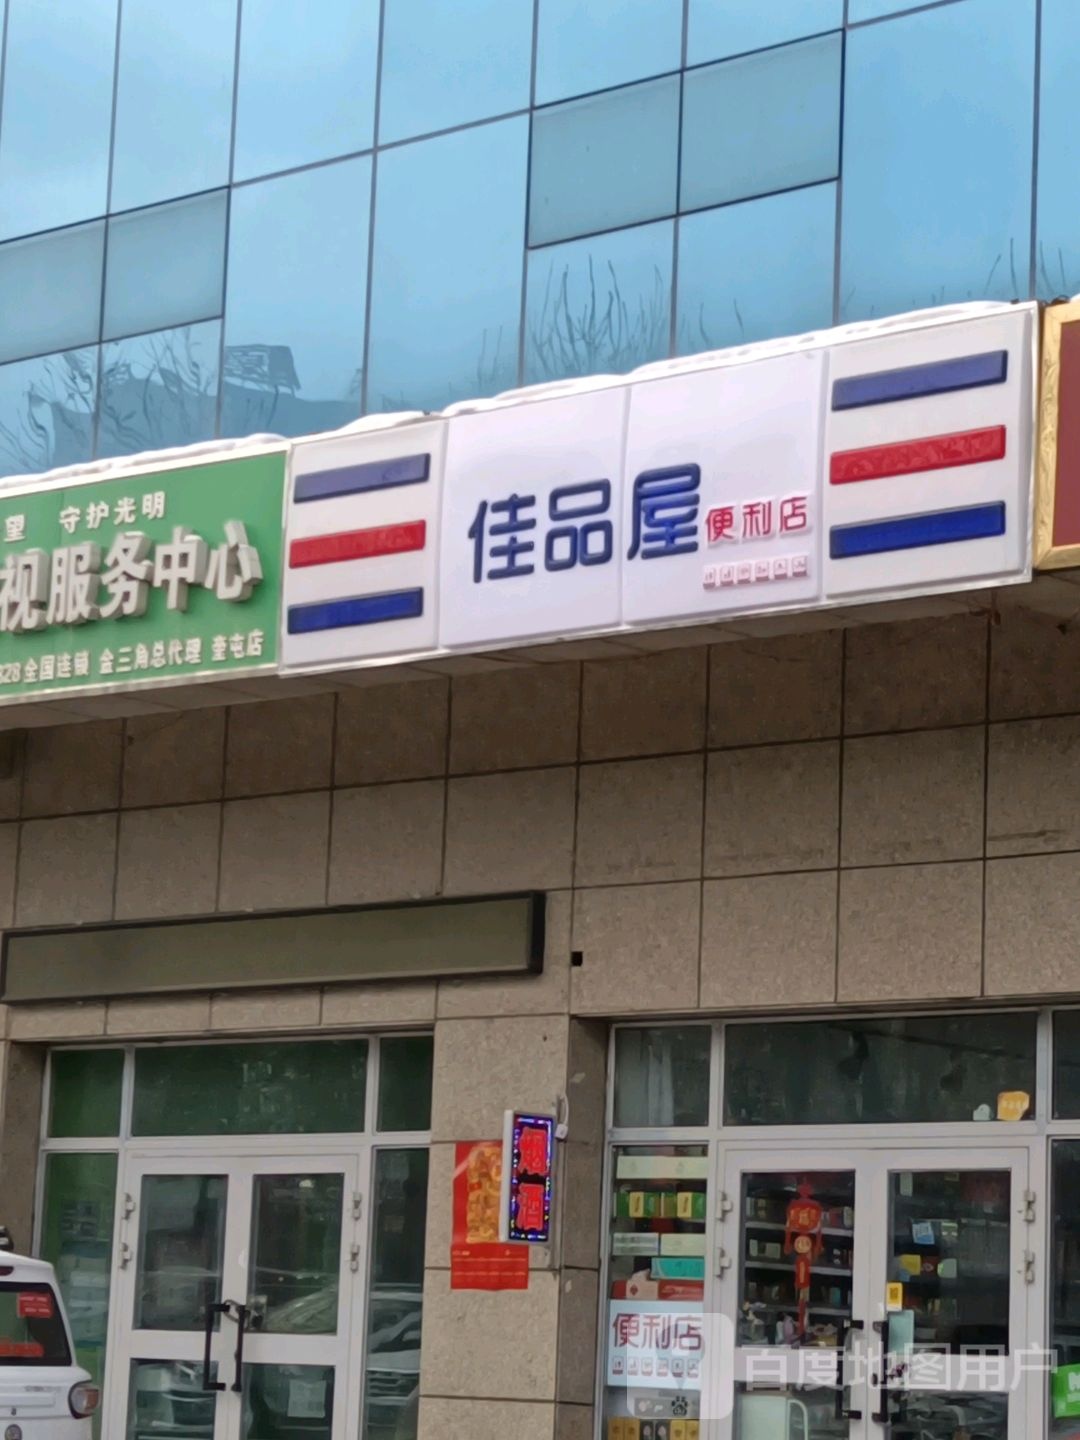 望 守护光明
视服务中心
828 全国连锁 金三角总代理 奎屯店
佳品屋
便利店
烟酒
便利店
百度地图用户